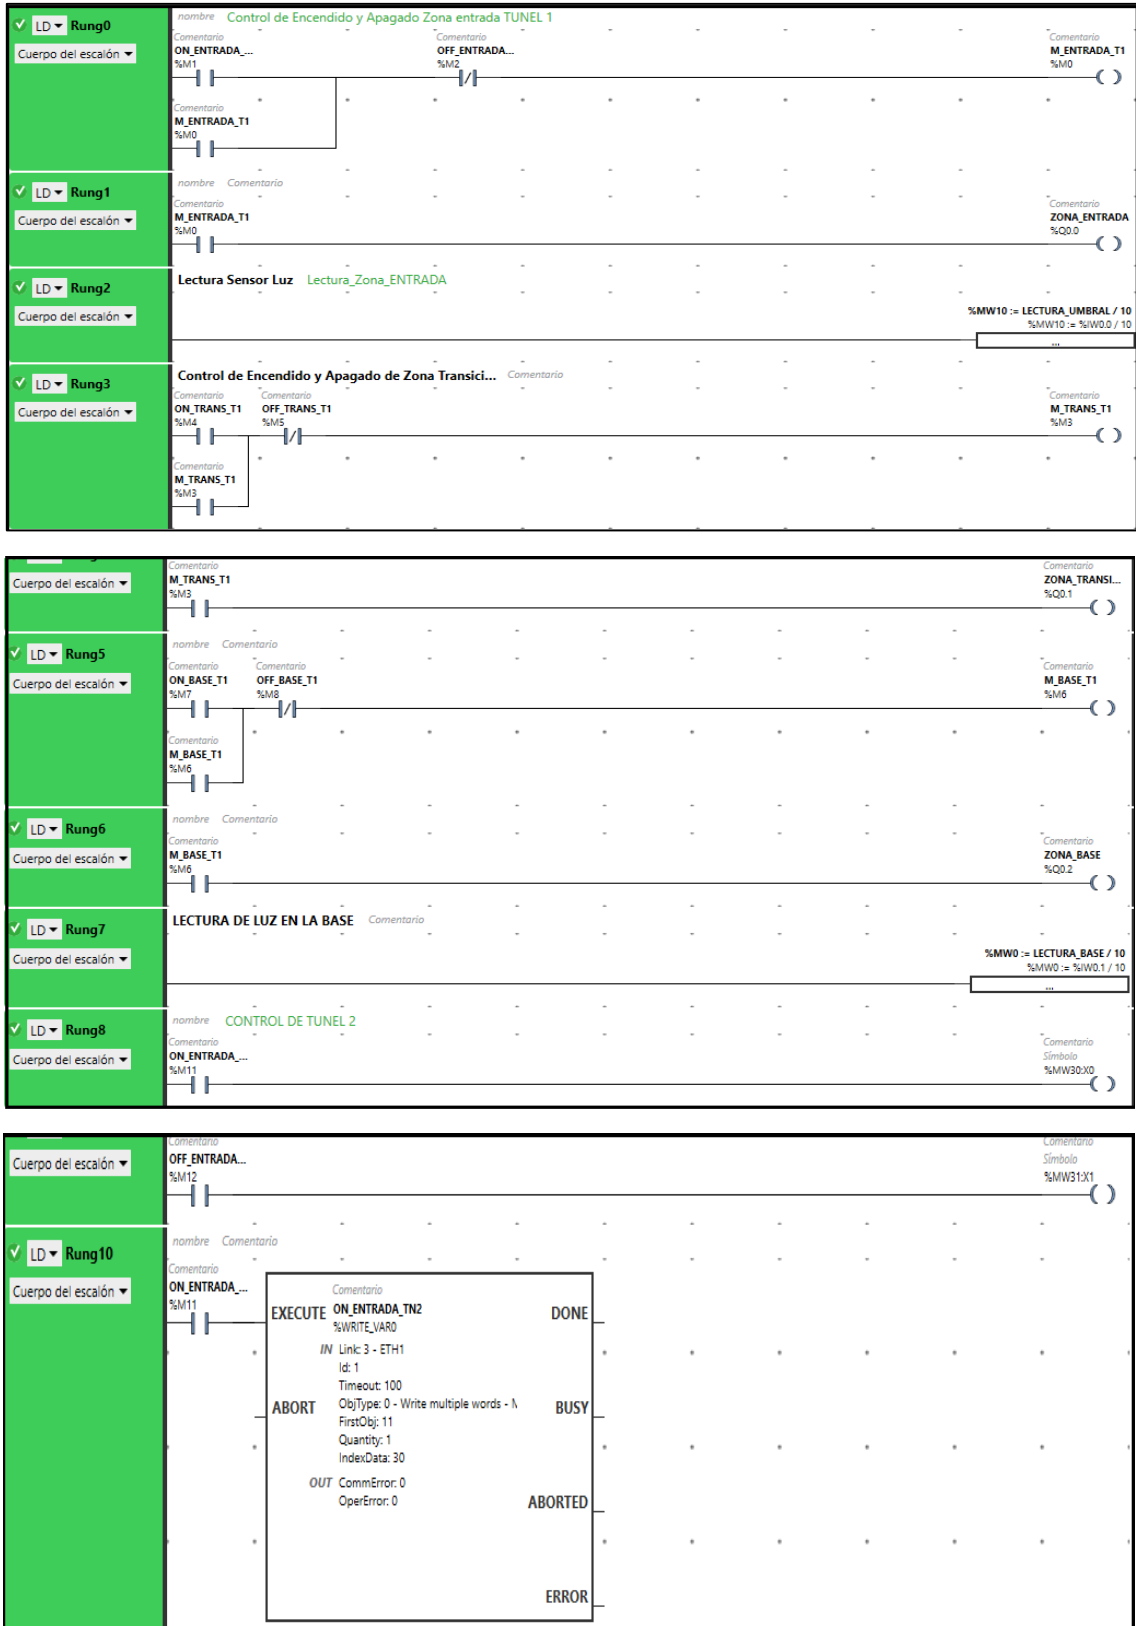 LD Rung0
Cuerpo del escalón
nombre Control de Encendido y Apagado Zona entrada TUNEL 1
Comentario
ON_ENTRADA_...
%M1
Comentario
OFF_ENTRADA...
%M2
Comentario
M_ENTRADA_T1
%M0
Comentario
M_ENTRADA_T1
%M0
LD Rung1
Cuerpo del escalón
nombre Comentario
Comentario
M_ENTRADA_T1
%M0
Comentario
ZONA_ENTRADA
%Q0.0
LD Rung2
Cuerpo del escalón
Lectura Sensor Luz Lectura_Zona_ENTRADA
%MW10 := LECTURA_UMBRAL / 10
%MW10 := %IW0.0 / 10
...
LD Rung3
Cuerpo del escalón
Control de Encendido y Apagado de Zona Transici... Comentario
Comentario
ON_TRANS_T1
%M4
Comentario
OFF_TRANS_T1
%M5
Comentario
M_TRANS_T1
%M3
Comentario
M_TRANS_T1
%M3
Cuerpo del escalón
Comentario
M_TRANS_T1
%M3
Comentario
ZONA_TRANSI...
%Q0.1
LD Rung5
Cuerpo del escalón
nombre Comentario
Comentario
ON_BASE_T1
%M7
Comentario
OFF_BASE_T1
%M8
Comentario
M_BASE_T1
%M6
Comentario
M_BASE_T1
%M6
LD Rung6
Cuerpo del escalón
nombre Comentario
Comentario
M_BASE_T1
%M6
Comentario
ZONA_BASE
%Q0.2
LD Rung7
Cuerpo del escalón
LECTURA DE LUZ EN LA BASE Comentario
%MW0 := LECTURA_BASE / 10
%MW0 := %IW0.1 / 10
...
LD Rung8
Cuerpo del escalón
nombre CONTROL DE TUNEL 2
Comentario
ON_ENTRADA_...
%M11
Comentario
Símbolo
%MW30:X0
Cuerpo del escalón
Comentario
OFF_ENTRADA...
%M12
Comentario
Símbolo
%MW31:X1
LD Rung10
Cuerpo del escalón
nombre Comentario
Comentario
ON_ENTRADA_...
%M11
Comentario
EXECUTE ON_ENTRADA_TN2 DONE
%WRITE_VAR0
IN Link: 3 - ETH1
Id: 1
Timeout: 100
ABORT ObjType: 0 - Write multiple words - M BUSY
FirstObj: 11
Quantity: 1
IndexData: 30
OUT CommError: 0
OperError: 0 ABORTED
ERROR